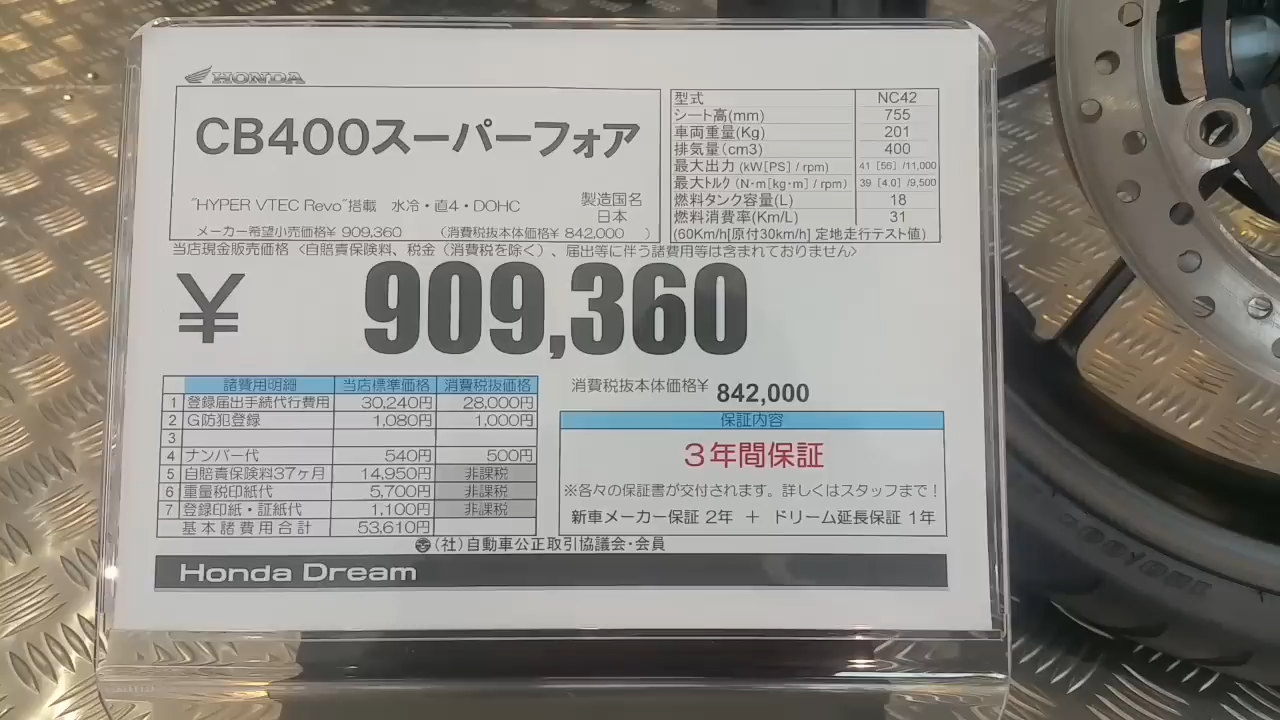 HONDA
CB400スーパーフォア
"HYPER VTEC Revo"搭載 水冷・直4・DOHC
製造国名
日本
メーカー希望小売価格¥ 909,360 (消費税抜本体価格¥ 842,000 )
型式 NC42
シート高(mm) 755
車両重量(Kg) 201
排気量(cm3) 400
最大出力 (kW[PS] / rpm) 41 [56] /11,000
最大トルク (N・m[kg・m] / rpm) 39 [4.0] /9,500
燃料タンク容量(L) 18
燃料消費率(Km/L) 31
(60Km/h[原付30km/h] 定地走行テスト値)
当店現金販売価格〈自賠責保険料、税金(消費税を除く)、届出等に伴う諸費用等は含まれておりません〉
¥ 909,360
諸費用明細 当店標準価格 消費税抜価格
1 登録届出手続代行費用 30,240円 28,000円
2 G防犯登録 1,080円 1,000円
3
4 ナンバー代 540円 500円
5 自賠責保険料37ヶ月 14,950円 非課税
6 重量税印紙代 5,700円 非課税
7 登録印紙・証紙代 1,100円 非課税
基本諸費用合計 53,610円
消費税抜本体価格¥ 842,000
保証内容
3年間保証
※各々の保証書が交付されます。詳しくはスタッフまで！
新車メーカー保証 2年 + ドリーム延長保証 1年
(社)自動車公正取引協議会・会員
Honda Dream